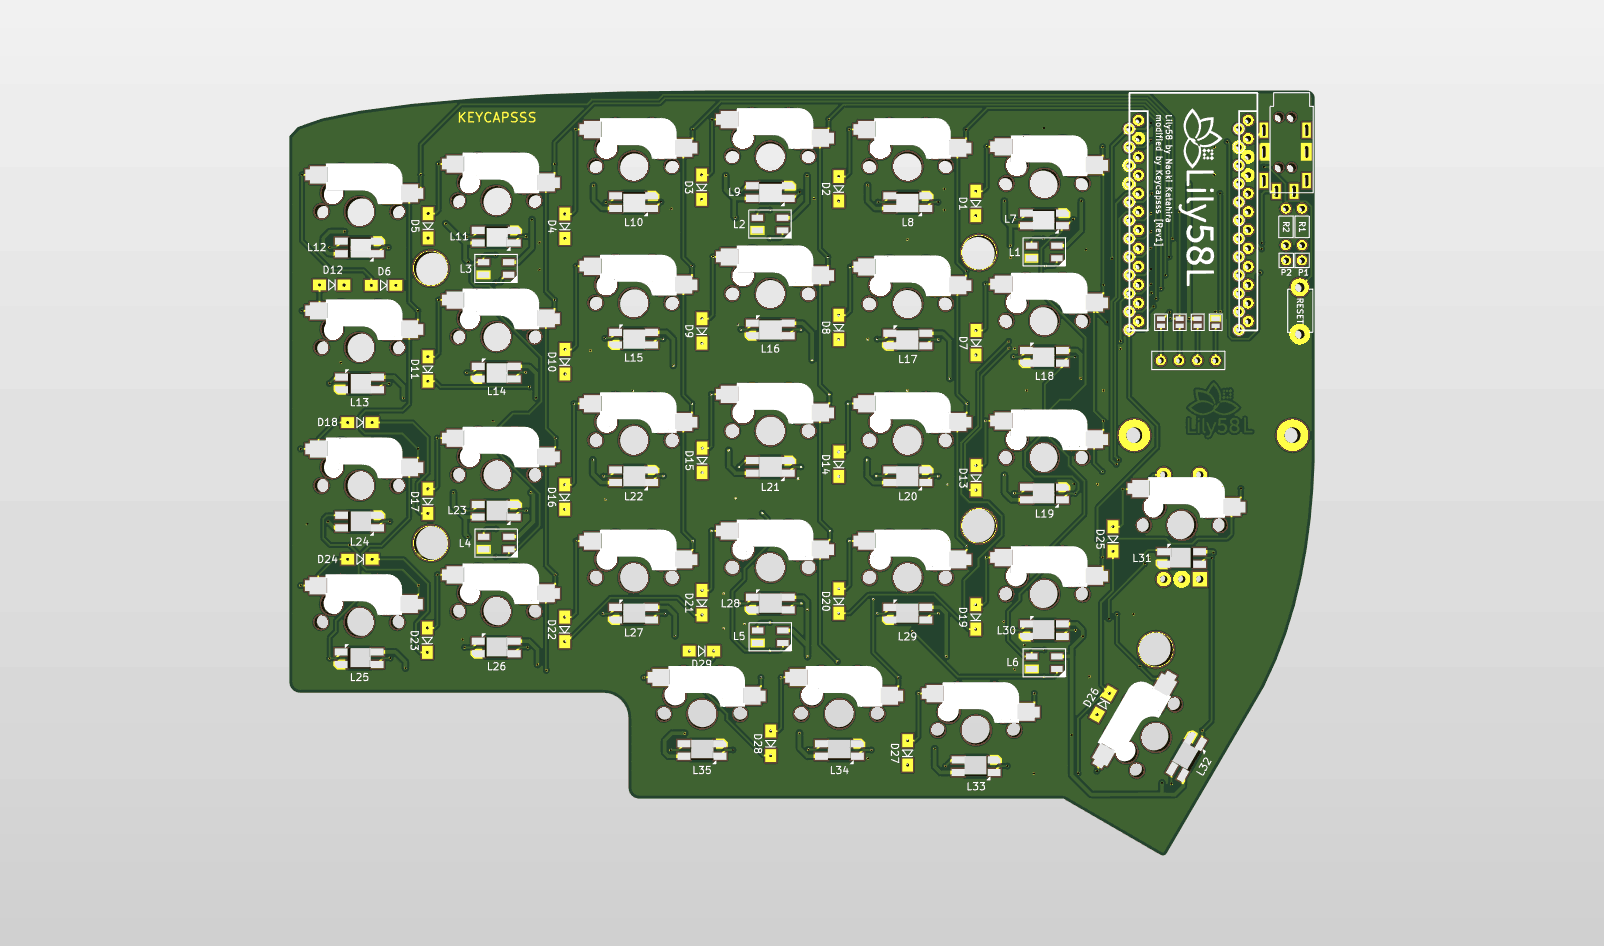 KEYCAPSSS
Lily58 by Naoki Katahira
modified by Keycapsss [Rev1]
Lily58L
D3
L9
D2
D1
L10
L2
L8
L7
L12
D5
L11
D4
L3
L1
R2
R1
P2
P1
D12
D6
RESET
L13
D11
L14
D10
L15
D9
L16
D8
L17
D7
L18
Lily58L
D18
D17
L23
D16
L22
D15
L21
D14
L20
D13
L19
L24
L4
D25
L31
D24
D23
L25
L26
D22
L27
D21
L28
L5
D20
L29
D19
L30
L6
D29
D26
L35
D28
L34
D27
L33
L32